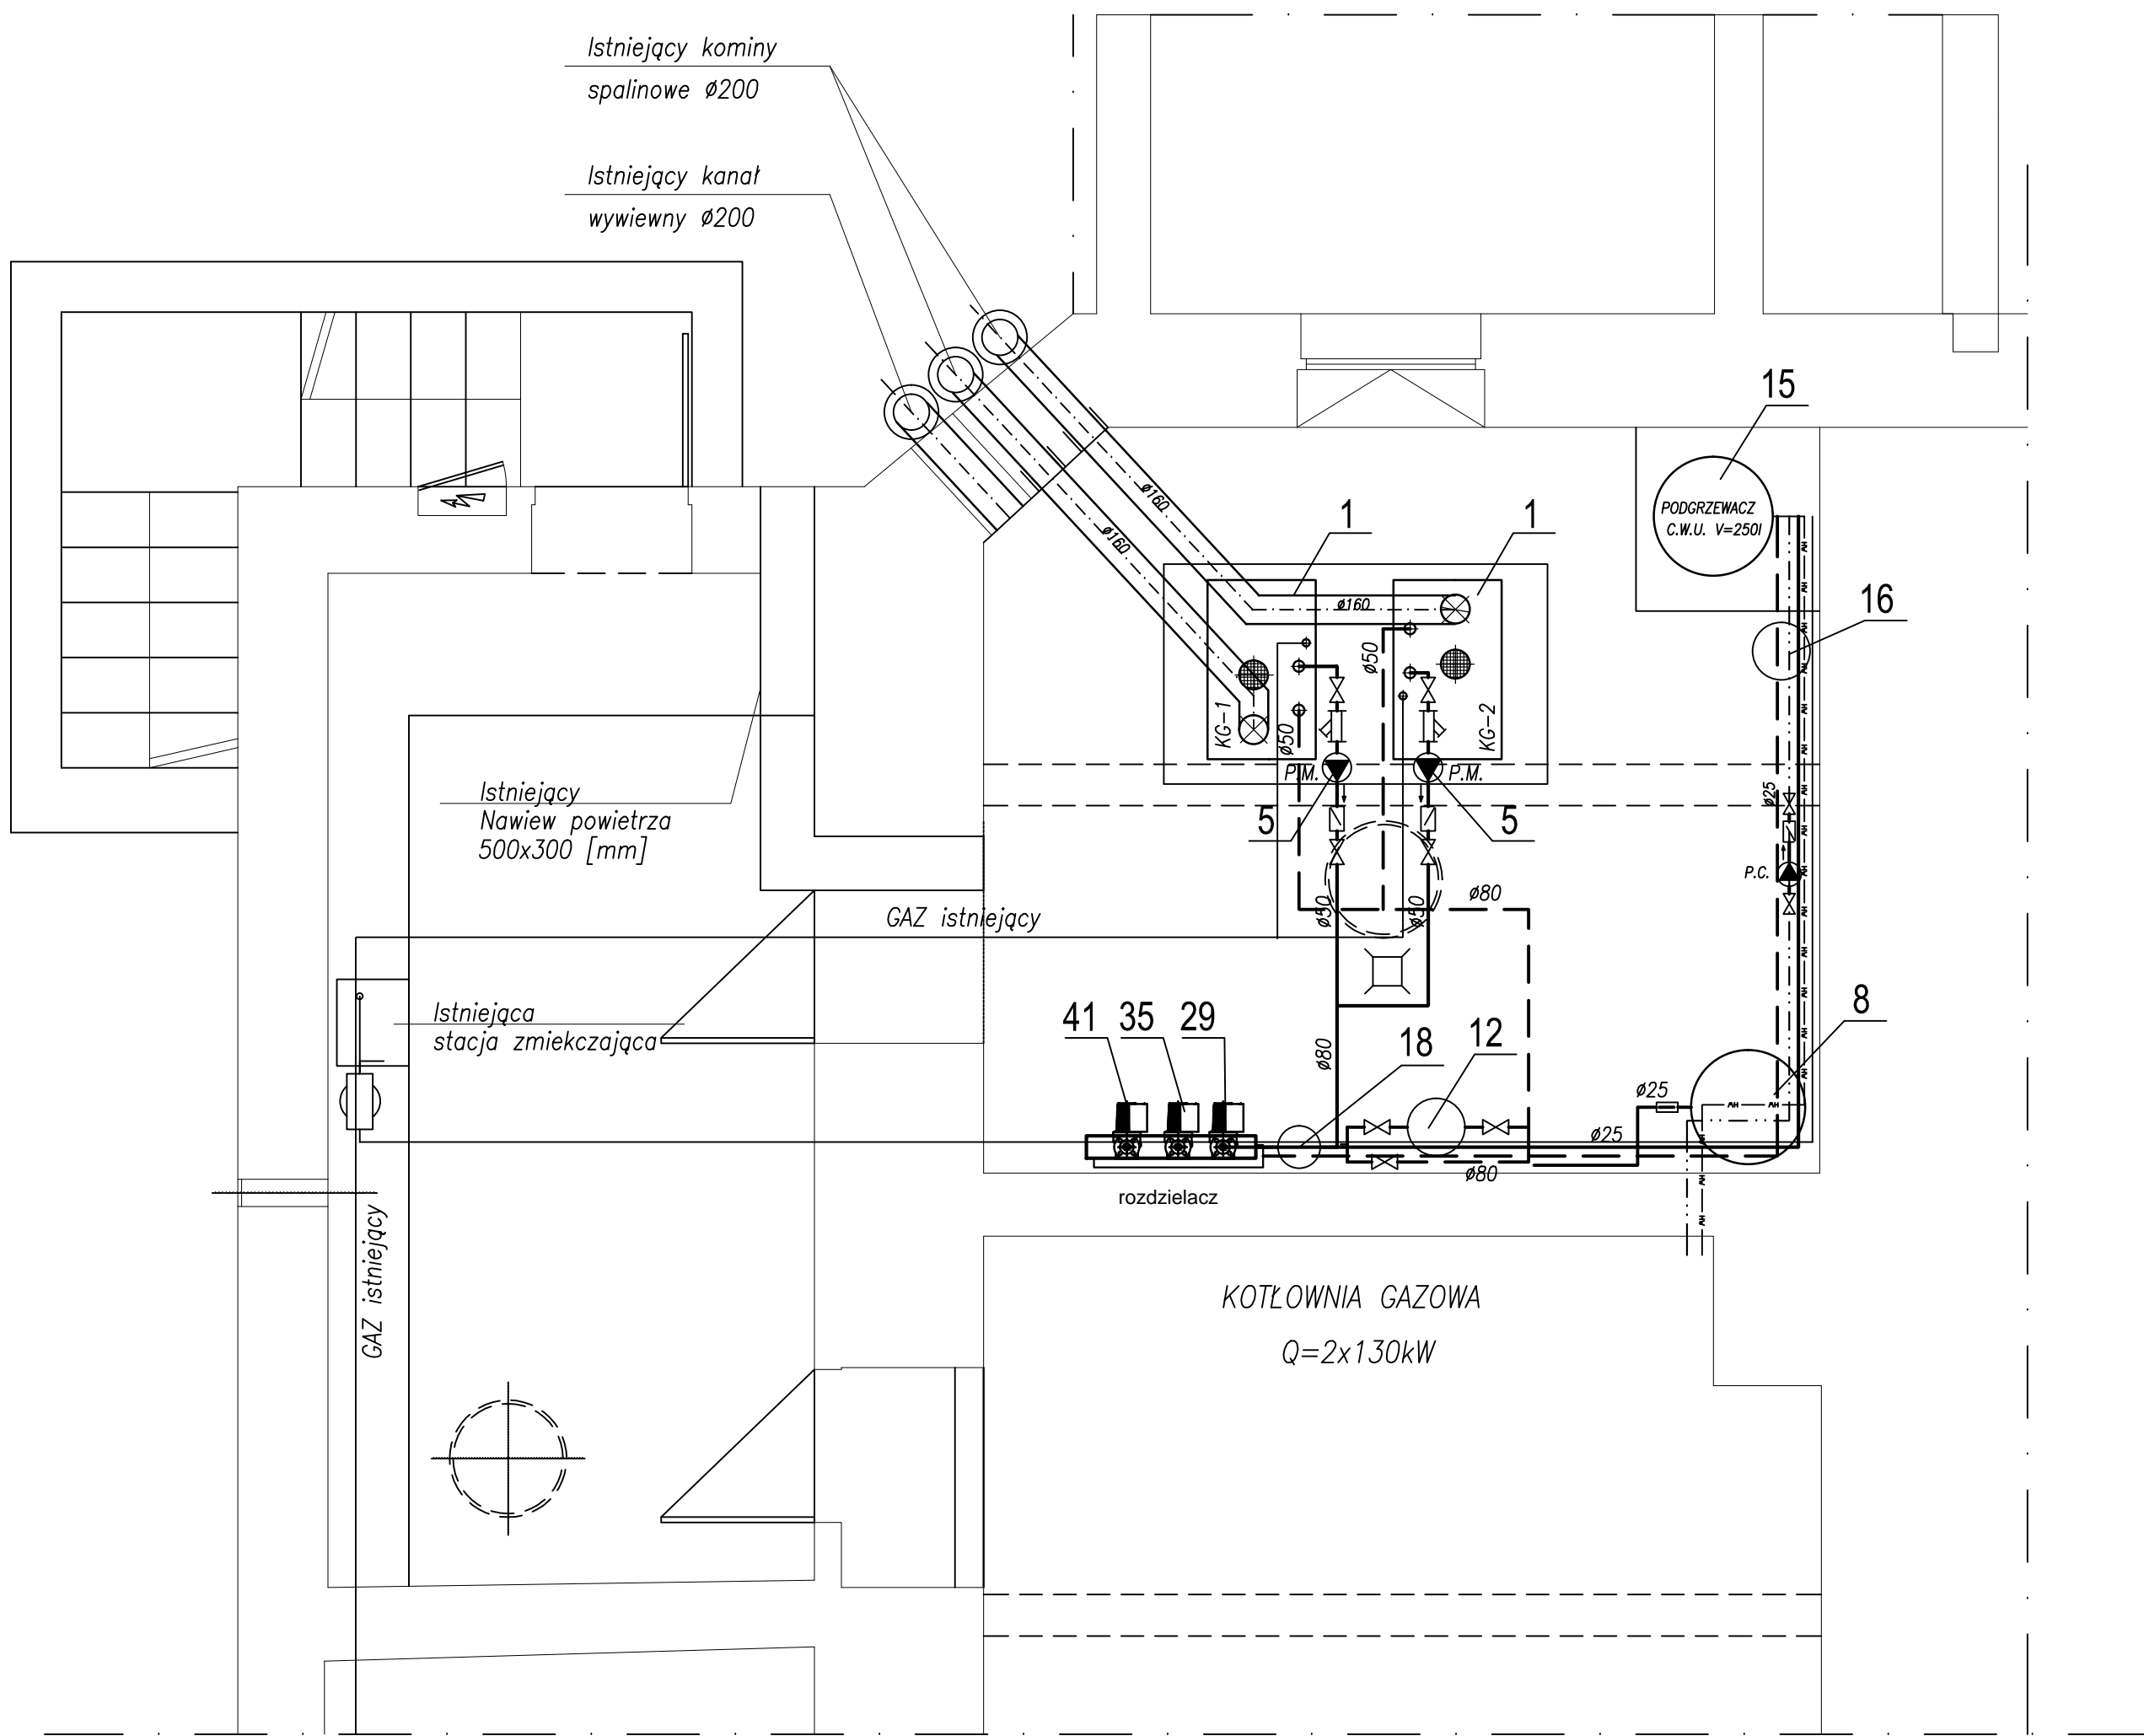 Istniejący kominy
spalinowe ø200
Istniejący kanał
wywiewny ø200
15
PODGRZEWACZ
C.W.U. V=250l
ø160
ø160
1
1
16
ø160
ø50
KG-1
ø50
KG-2
P.M.
P.M.
Istniejący
Nawiew powietrza
500x300 [mm]
5
5
ø25
P.C.
GAZ istniejący
ø50
ø50
ø80
Istniejąca
stacja zmiekczająca
41
35
29
ø80
18
12
8
ø25
ø25
ø80
rozdzielacz
GAZ istniejący
KOTŁOWNIA GAZOWA
Q=2x130kW